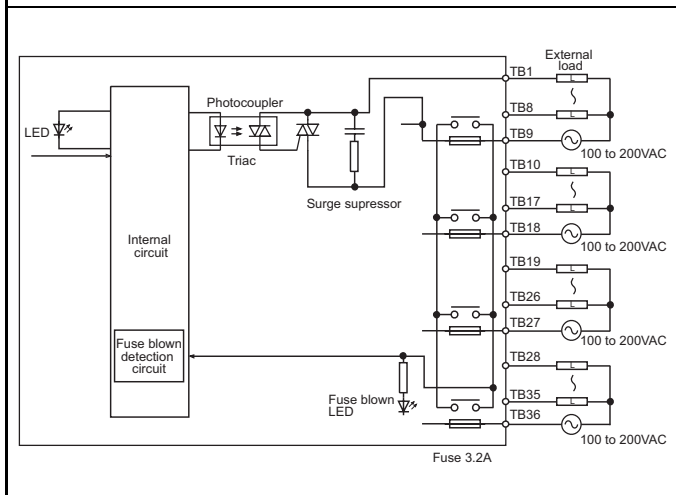 External
load
TB1
Photocoupler
TB8
LED
TB9
100 to 200VAC
Triac
TB10
Surge supressor
TB17
TB18
100 to 200VAC
Internal
circuit
TB19
TB26
TB27
100 to 200VAC
Fuse blown
detection
circuit
TB28
Fuse blown
LED
TB35
TB36
100 to 200VAC
Fuse 3.2A
L
L
L
L
L
L
L
L